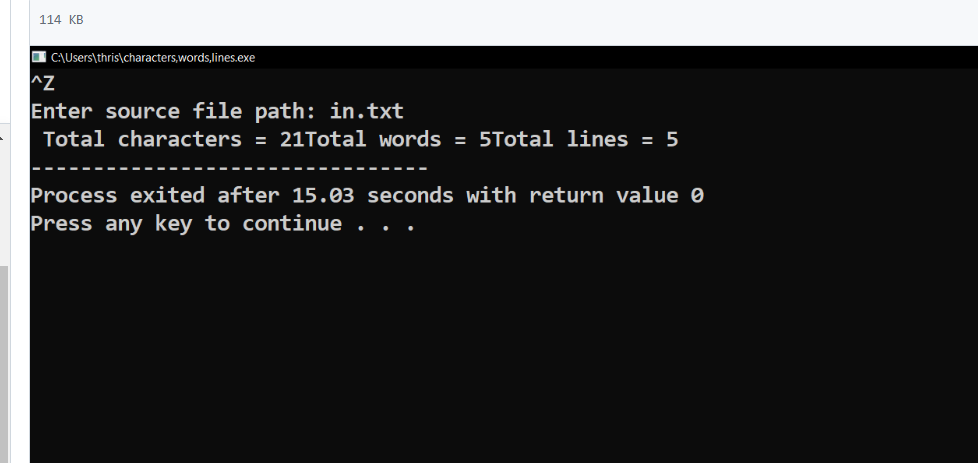 114 KB
C:\Users\thris\characters,words,lines.exe
^Z
Enter source file path: in.txt
 Total characters = 21Total words = 5Total lines = 5
--------------------------------
Process exited after 15.03 seconds with return value 0
Press any key to continue . . .